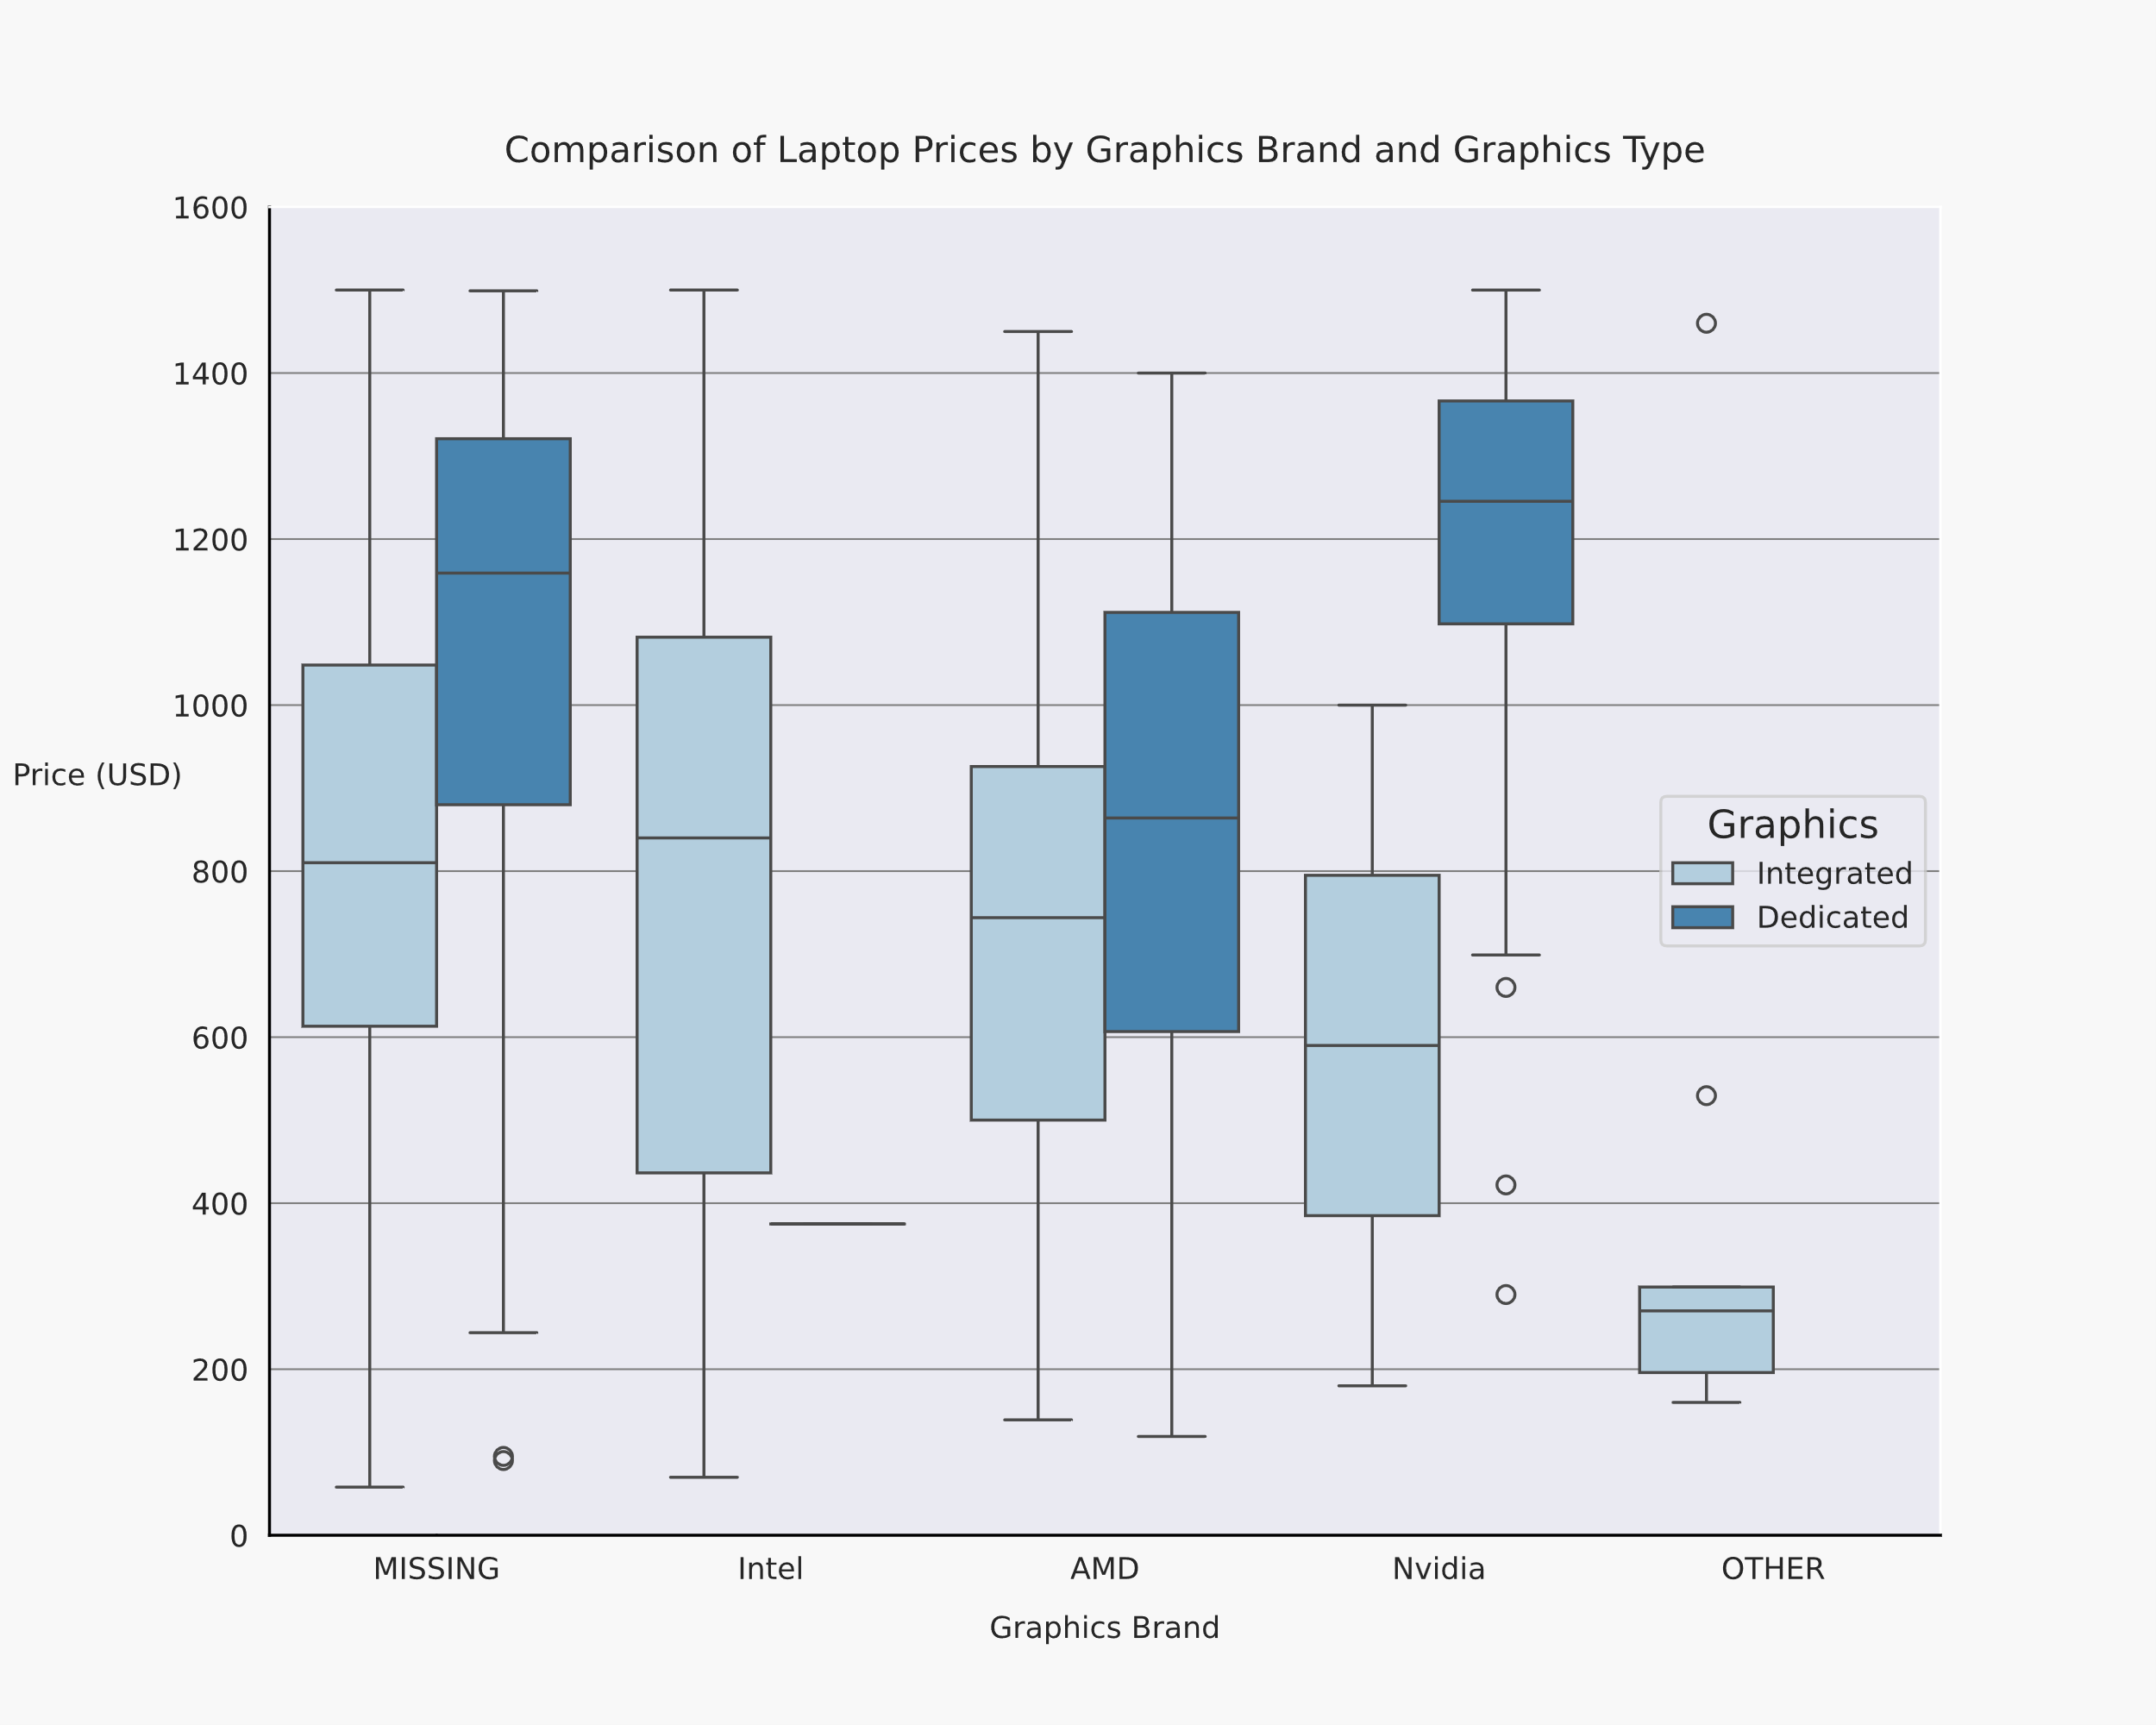 Comparison of Laptop Prices by Graphics Brand and Graphics Type
1600
1400
1200
1000
800
600
400
200
0
Price (USD)
Graphics
Integrated
Dedicated
MISSING Intel AMD Nvidia OTHER
Graphics Brand